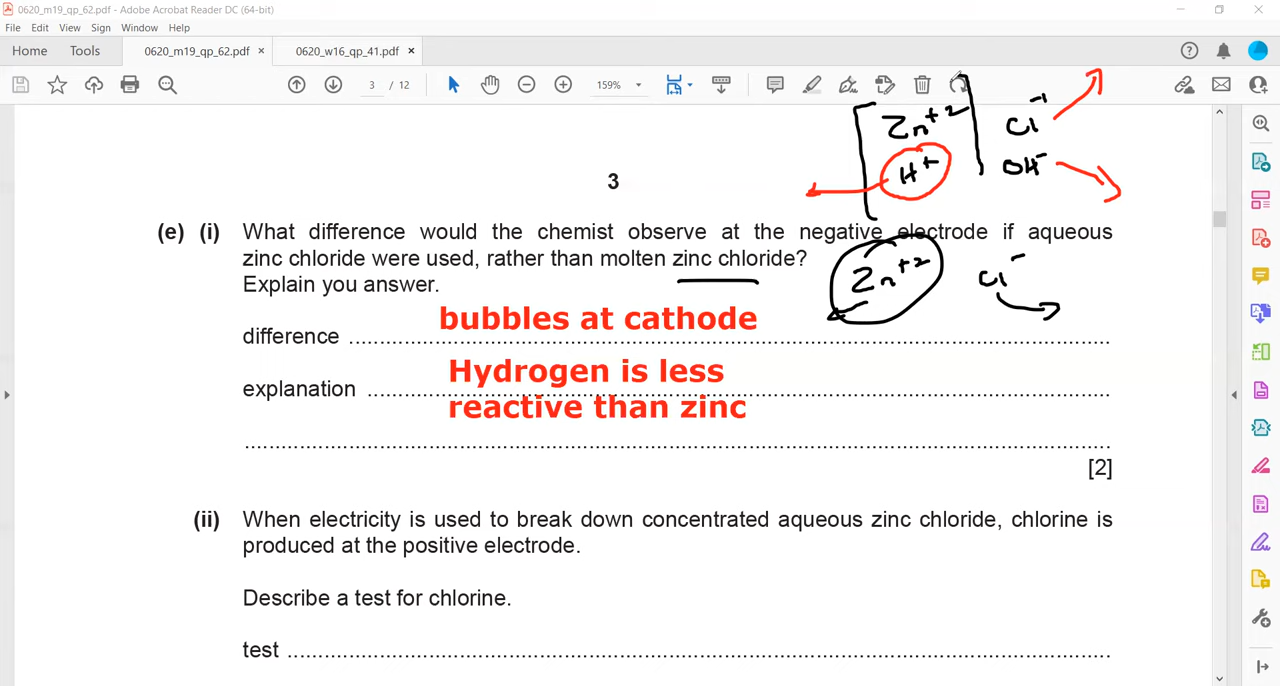 0620_m19_qp_62.pdf - Adobe Acrobat Reader DC (64-bit)
File Edit View Sign Window Help
Home Tools 0620_m19_qp_62.pdf × 0620_w16_qp_41.pdf ×
3 / 12 159%
Zn+2 Cl-1
H+ OH-
3
(e) (i) What difference would the chemist observe at the negative electrode if aqueous
zinc chloride were used, rather than molten zinc chloride?
Explain you answer.
Zn+2 Cl-
bubbles at cathode
difference
Hydrogen is less
explanation
reactive than zinc
[2]
(ii) When electricity is used to break down concentrated aqueous zinc chloride, chlorine is
produced at the positive electrode.
Describe a test for chlorine.
test